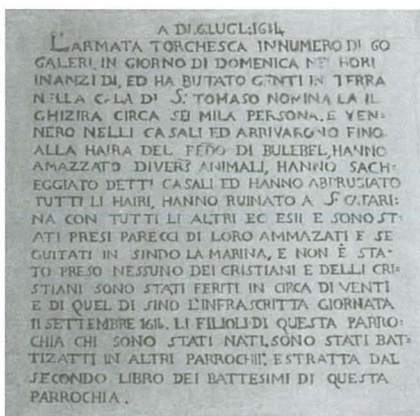 A DI 6 LUGL: 1614
L'ARMATA TORCHESCA IN NUMERO DI 60
GALERI, IN GIORNO DI DOMENICA NEI HORI
INANZI DI, ED HA BUTATO GENTI IN TERRA
NELLA CALA DI S. TOMASO NOMINA LA IL
GHIZIRA CIRCA SEI MILA PERSONA, E VEN-
NERO NELLI CASALI ED ARRIVARONO FINO
ALLA HAIRA DEL FEDO DI BULEBEL, HANNO
AMAZZATO DIVERSI ANIMALI, HANNO SACH-
EGGIATO DETTI CASALI ED HANNO ABBRUSIATO
TUTTI LI HAIRI, HANNO RUINATO A S. CATARI-
NA CON TUTTI LI ALTRI EC ESII E SONO ST-
ATI PRESI PARECCI DI LORO AMMAZATI E SE
GUITATI IN SINDO LA MARINA, E NON È STA-
TO PRESO NESSUNO DEI CRISTIANI E DELLI CRI-
STIANI SONO STATI FERITI IN CIRCA DI VENTI
E DI QUEL DI SINO L'INFRASCRITTA GIORNATA
11 SETTEMBRE 1614. LI FILIOLI DI QUESTA PARRO-
CHIA CHI SONO STATI NATI, SONO STATI BAT-
TIZATTI IN ALTRI PARROCHII: ESTRATTA DAL
SECONDO LIBRO DEI BATTESIMI DI QUESTA
PARROCHIA.